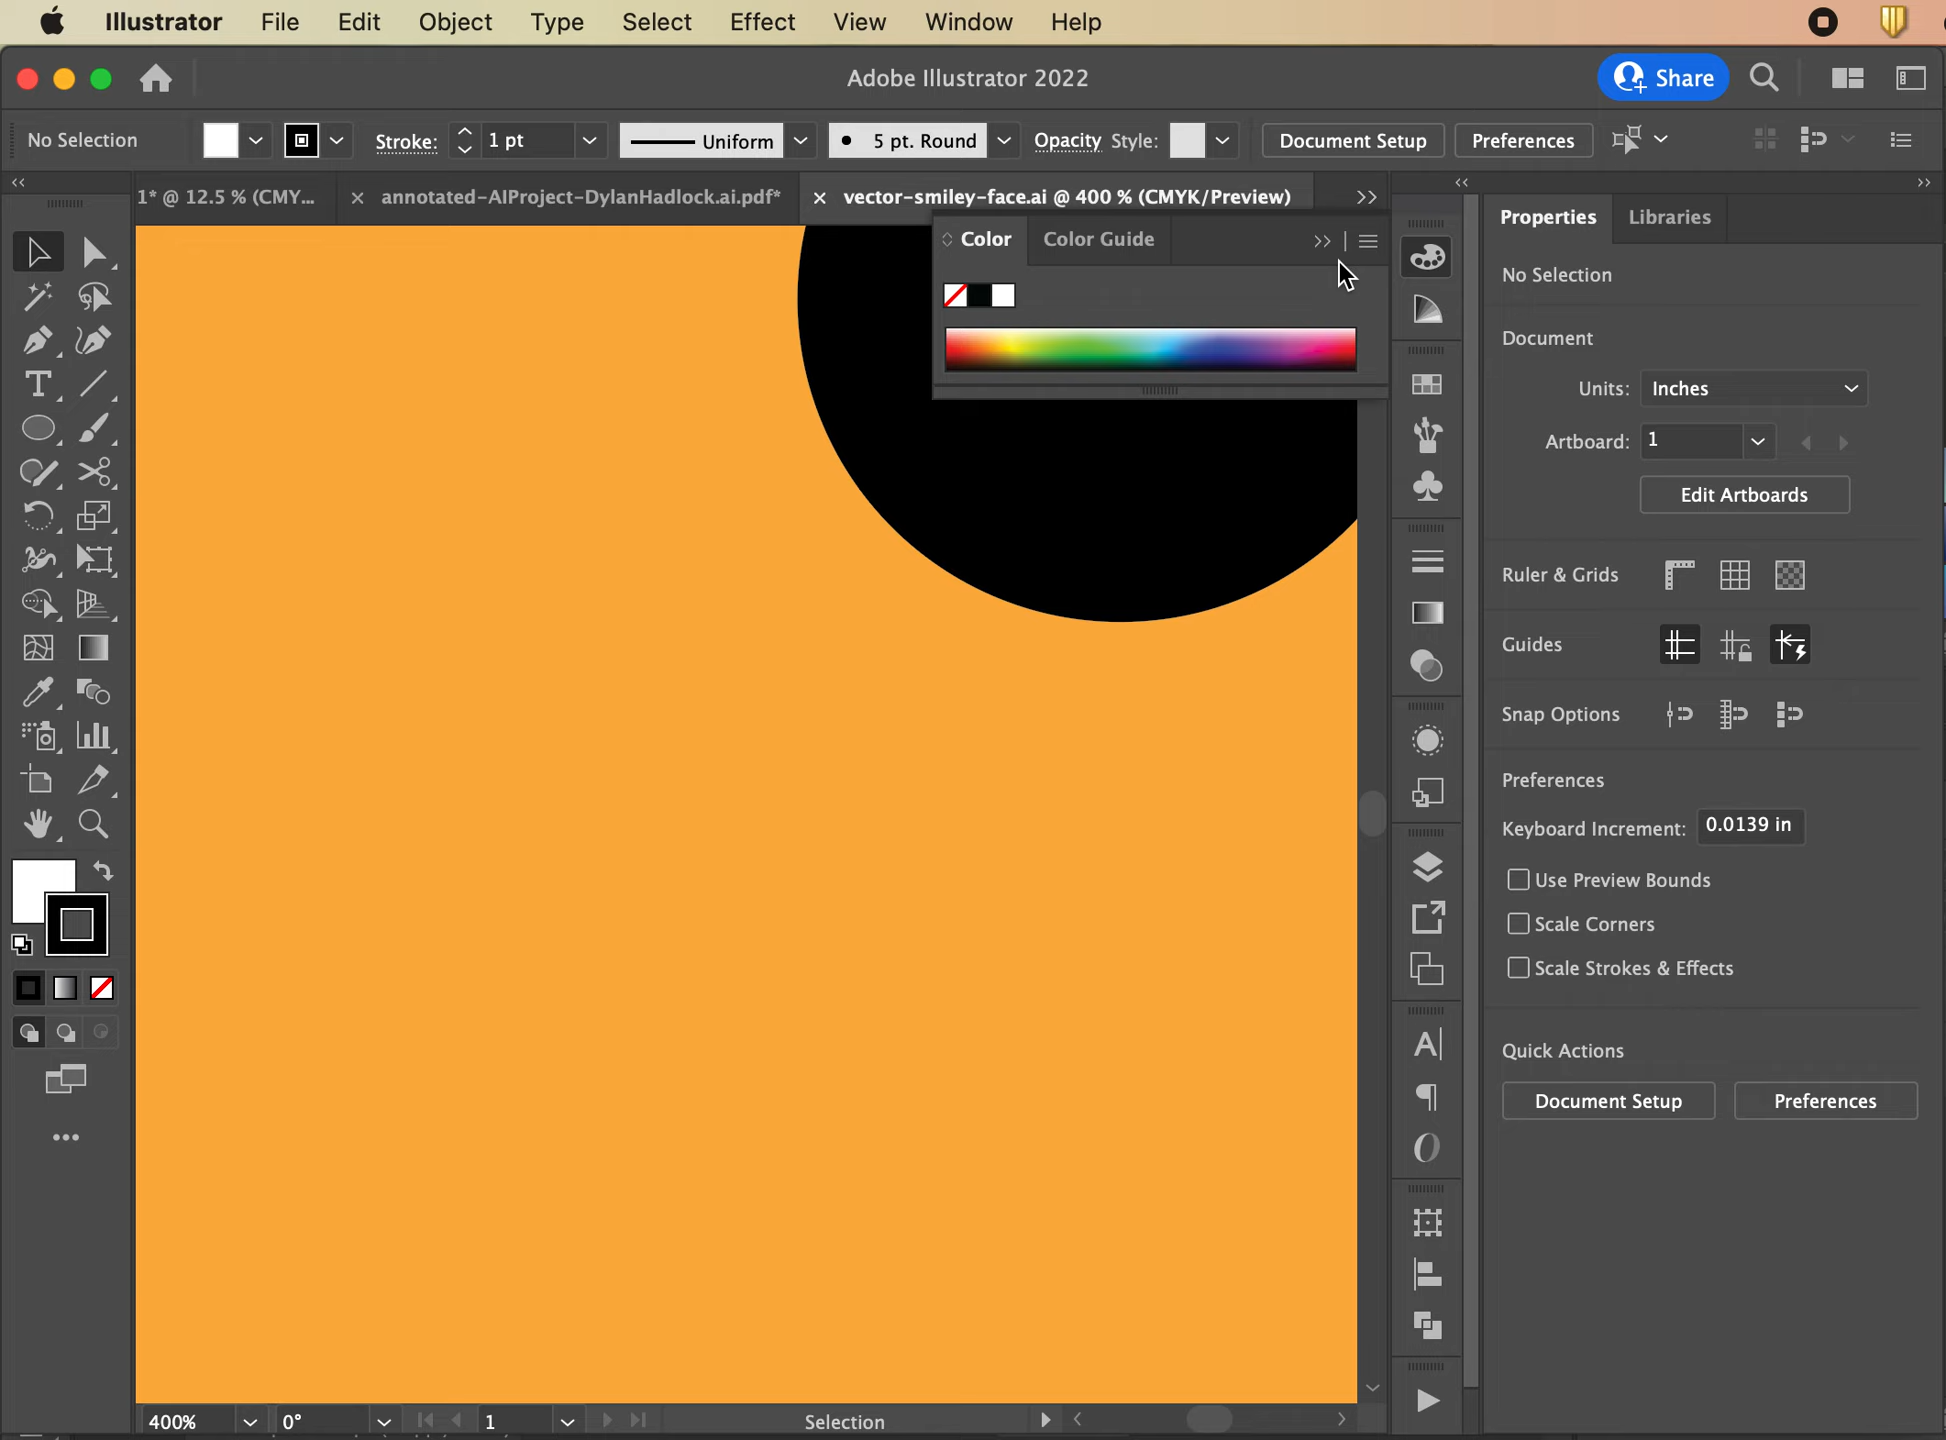 Illustrator File Edit Object Type Select Effect View Window Help
Adobe Illustrator 2022
Share
No Selection
Stroke: 1 pt
Uniform
5 pt. Round
Opacity Style:
Document Setup
Preferences
1* @ 12.5 % (CMY...
annotated-AIProject-DylanHadlock.ai.pdf*
vector-smiley-face.ai @ 400 % (CMYK/Preview)
Color Color Guide
Properties Libraries
No Selection
Document
Units: Inches
Artboard: 1
Edit Artboards
Ruler & Grids
Guides
Snap Options
Preferences
Keyboard Increment: 0.0139 in
Use Preview Bounds
Scale Corners
Scale Strokes & Effects
Quick Actions
Document Setup Preferences
400% 0° 1 Selection